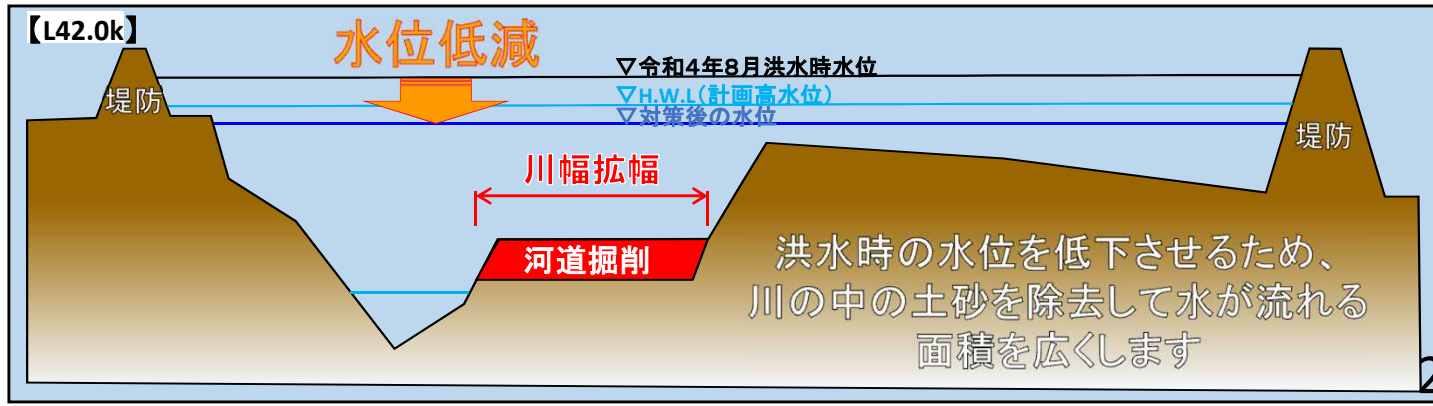 【L42.0k】
水位低減
▽令和4年8月洪水時水位
▽H.W.L(計画高水位)
▽対策後の水位
堤防
堤防
川幅拡幅
河道掘削
洪水時の水位を低下させるため、
川の中の土砂を除去して水が流れる
面積を広くします
2